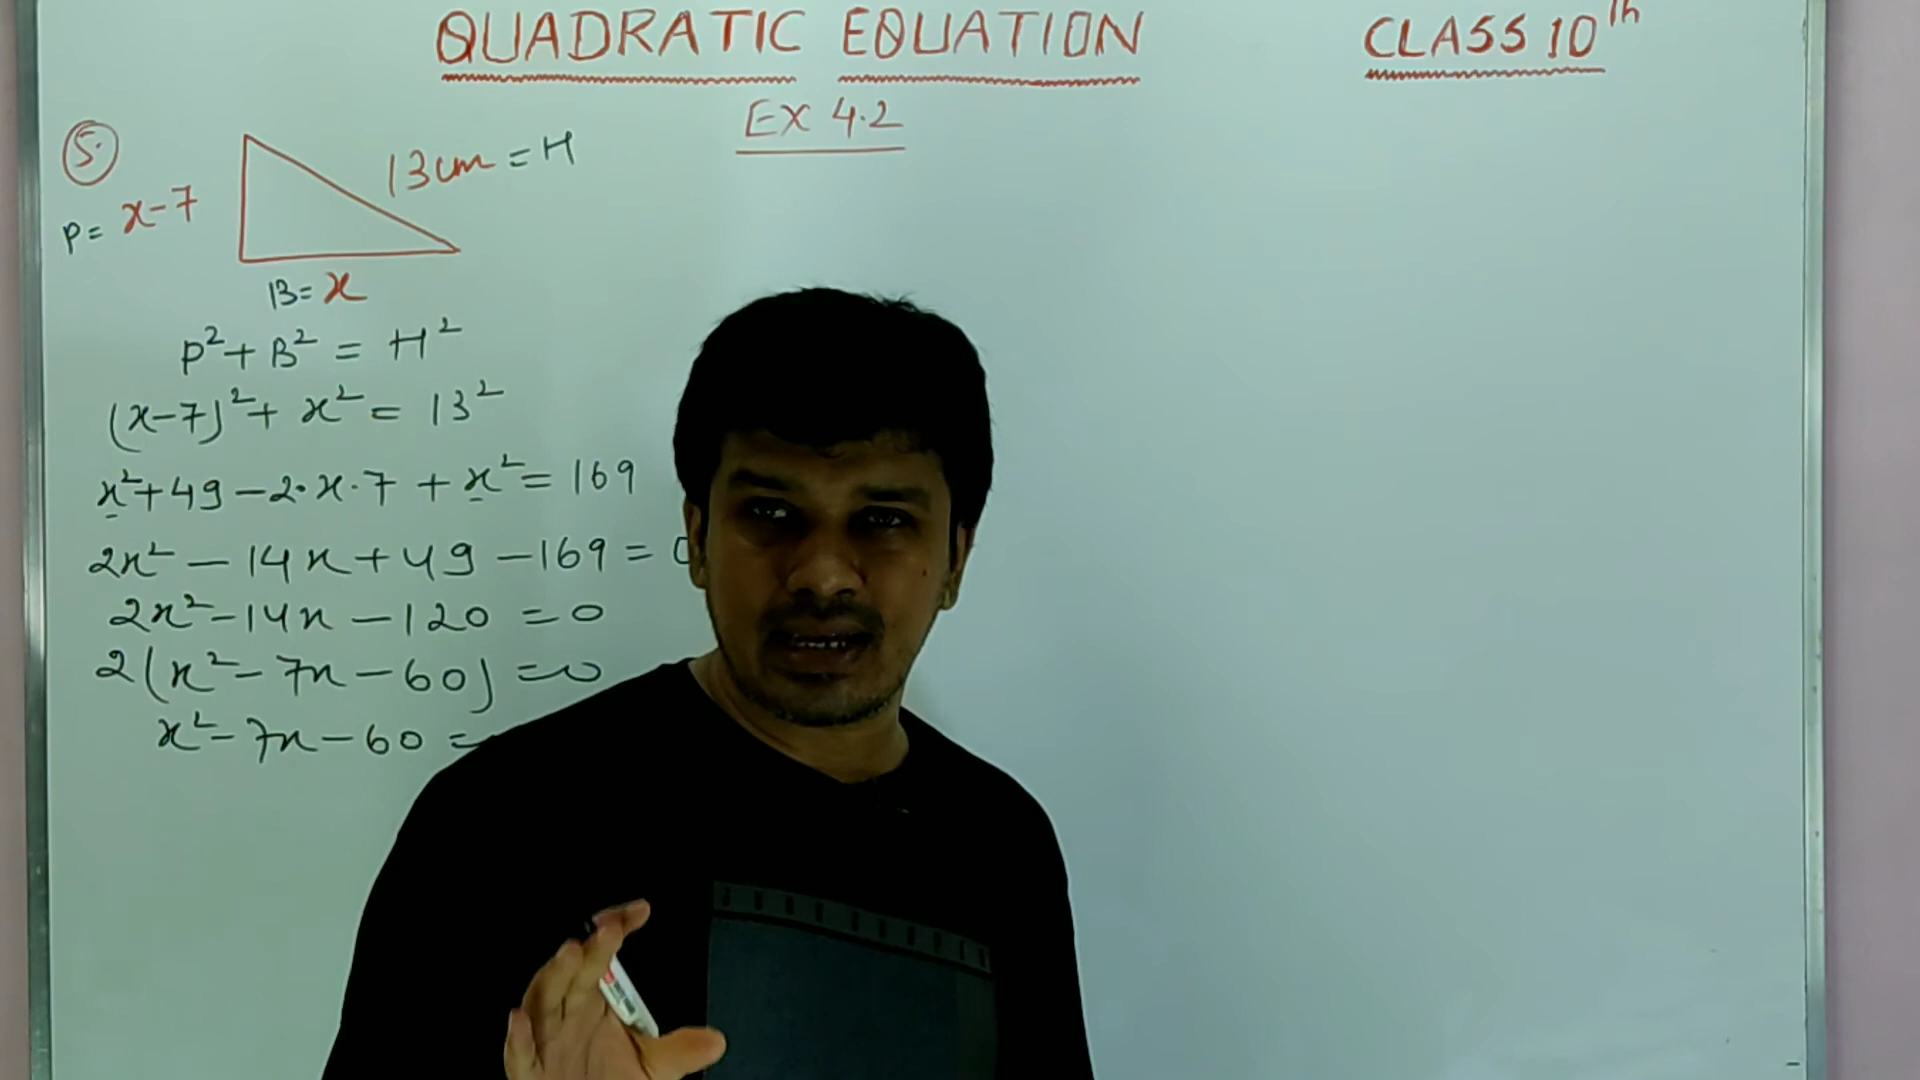 QUADRATIC EQUATION
CLASS 10th
EX 4.2
5.
13cm = H
P = x-7
B = x
P² + B² = H²
(x-7)² + x² = 13²
x² + 49 - 2·x·7 + x² = 169
2x² - 14x + 49 - 169 = 0
2x² - 14x - 120 = 0
2(x² - 7x - 60) = 0
x² - 7x - 60 =